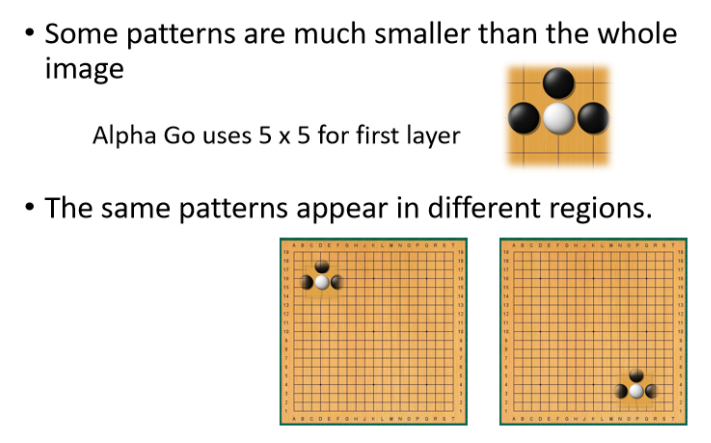 • Some patterns are much smaller than the whole
image
Alpha Go uses 5 x 5 for first layer
• The same patterns appear in different regions.